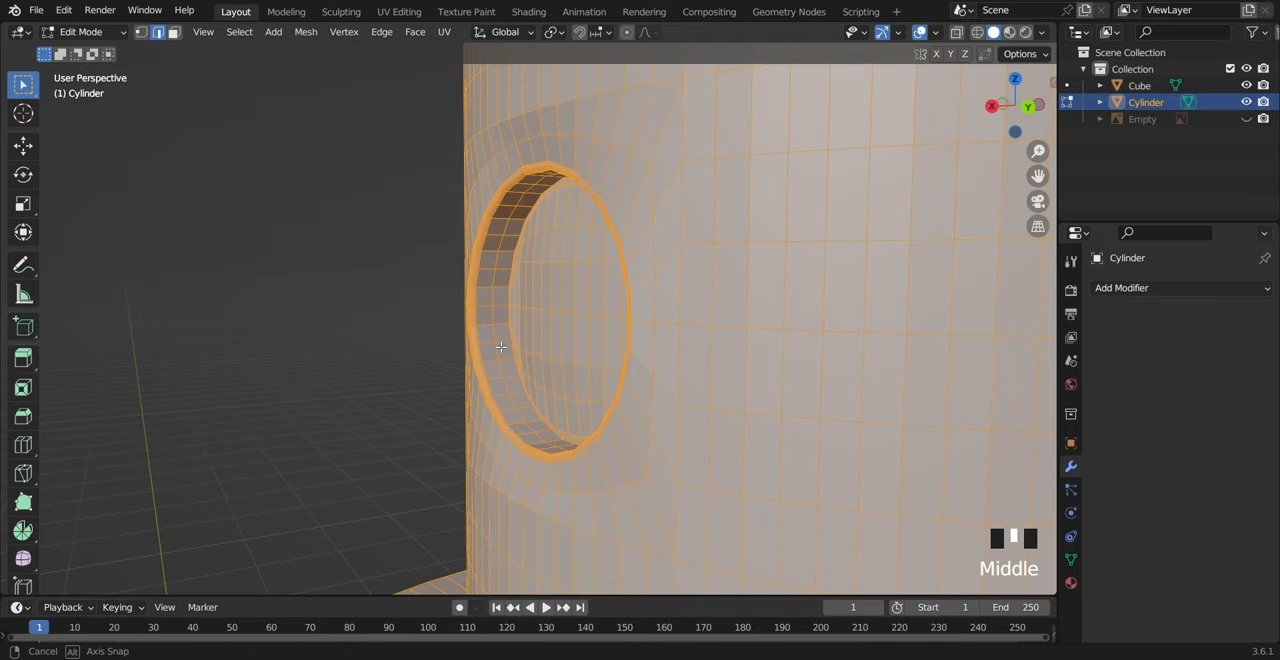 File Edit Render Window Help Layout Modeling Sculpting UV Editing Texture Paint Shading Animation Rendering Compositing Geometry Nodes Scripting + Scene ViewLayer
Edit Mode View Select Add Mesh Vertex Edge Face UV Global
X Y Z Options
User Perspective
(1) Cylinder
Z
X
Y
Scene Collection
Collection
Cube
Cylinder
Empty
Cylinder
Add Modifier
Middle
Playback Keying View Marker 1 Start 1 End 250
1 10 20 30 40 50 60 70 80 90 100 110 120 130 140 150 160 170 180 190 200 210 220 230 240 250
Cancel Alt Axis Snap 3.6.1